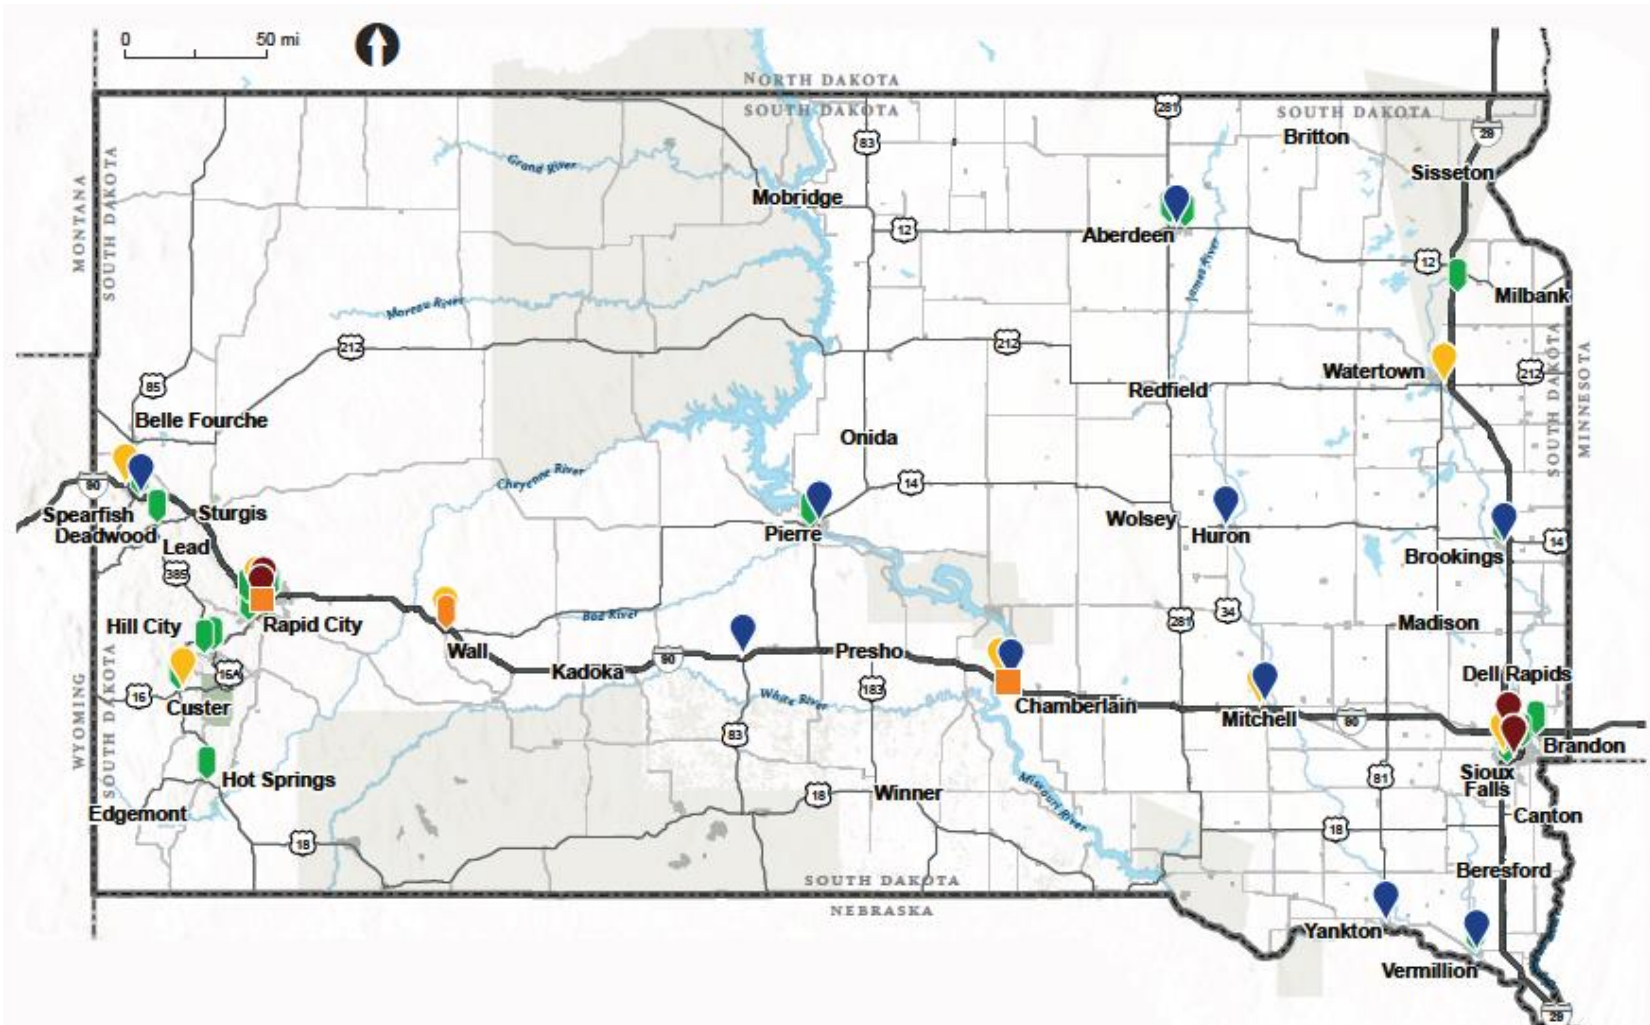 0 50 mi
NORTH DAKOTA
SOUTH DAKOTA
SOUTH DAKOTA
281
83
28
Britton
Sisseton
Grand River
Mobridge
MONTANA
SOUTH DAKOTA
12
Aberdeen
James River
12
Milbank
Moreau River
212
212
Watertown
212
SOUTH DAKOTA
MINNESOTA
85
Redfield
Belle Fourche
Onida
Cheyenne River
90
14
Spearfish
Sturgis
Deadwood
Lead
Pierre
Wolsey
Huron
Brookings
14
385
Hill City
Rapid City
Bad River
281
34
Madison
Wall
Kadoka
90
Presho
16A
16
Custer
White River
183
Chamberlain
Mitchell
90
Dell Rapids
WYOMING
SOUTH DAKOTA
83
Brandon
Hot Springs
Sioux
Falls
81
Edgemont
18
Winner
Missouri River
Canton
18
18
Beresford
SOUTH DAKOTA
NEBRASKA
Yankton
Vermillion
28